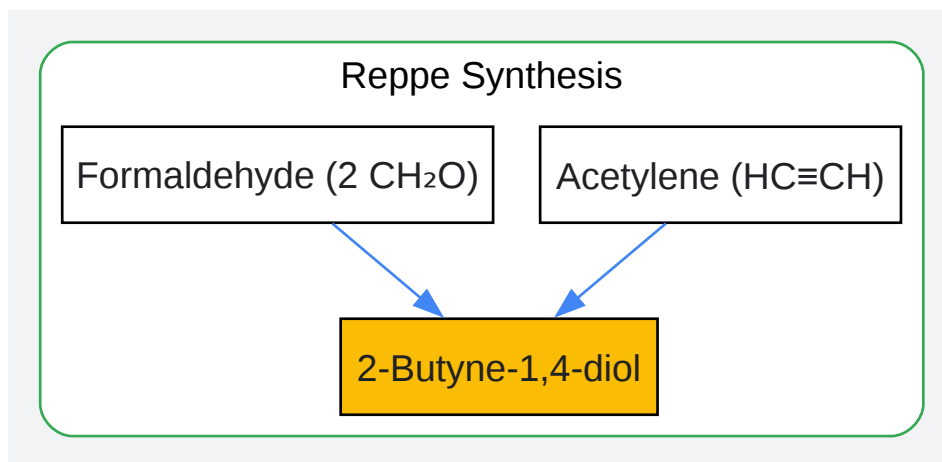 Reppe Synthesis
Formaldehyde (2 CH₂O)
Acetylene (HC≡CH)
2-Butyne-1,4-diol